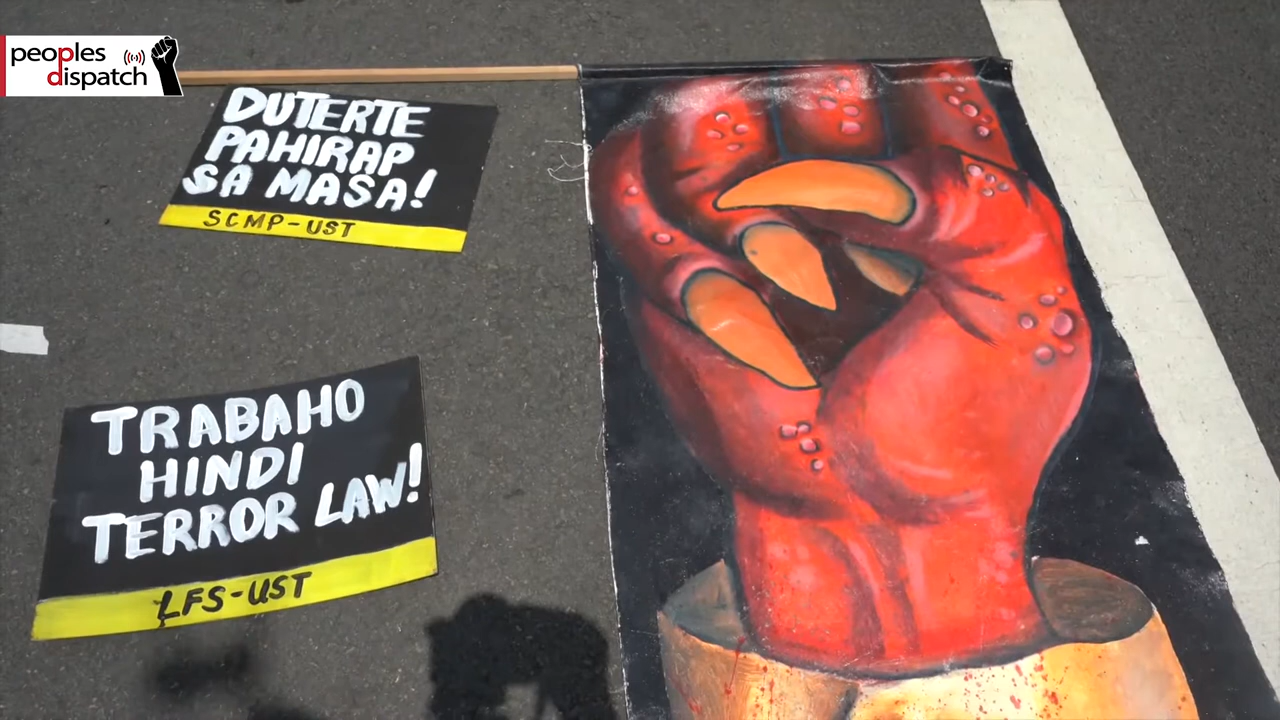 peoples
dispatch
DUTERTE
PAHIRAP
SA MASA!
SCMP-UST
TRABAHO
HINDI
TERROR LAW!
LFS-UST